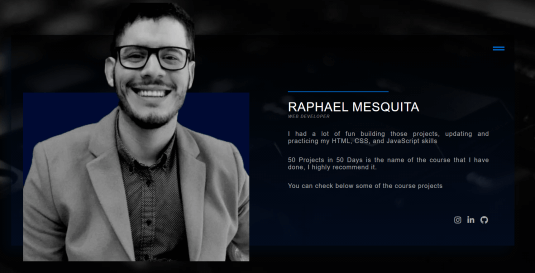 RAPHAEL MESQUITA
WEB DEVELOPER
I had a lot of fun building those projects, updating and
practicing my HTML, CSS, and JavaScript skills
50 Projects in 50 Days is the name of the course that I have
done, I highly recommend it.
You can check below some of the course projects